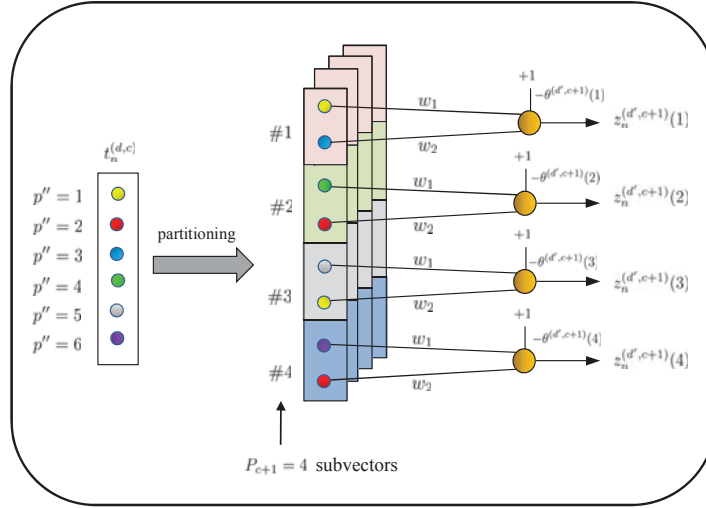 t_n^{(d,c)}
p'' = 1
p'' = 2
p'' = 3
p'' = 4
p'' = 5
p'' = 6
partitioning
#1
#2
#3
#4
w_1
w_2
+1
-θ^{(d',c+1)}(1)
z_n^{(d',c+1)}(1)
w_1
w_2
+1
-θ^{(d',c+1)}(2)
z_n^{(d',c+1)}(2)
w_1
w_2
+1
-θ^{(d',c+1)}(3)
z_n^{(d',c+1)}(3)
w_1
w_2
+1
-θ^{(d',c+1)}(4)
z_n^{(d',c+1)}(4)
P_{c+1} = 4 subvectors